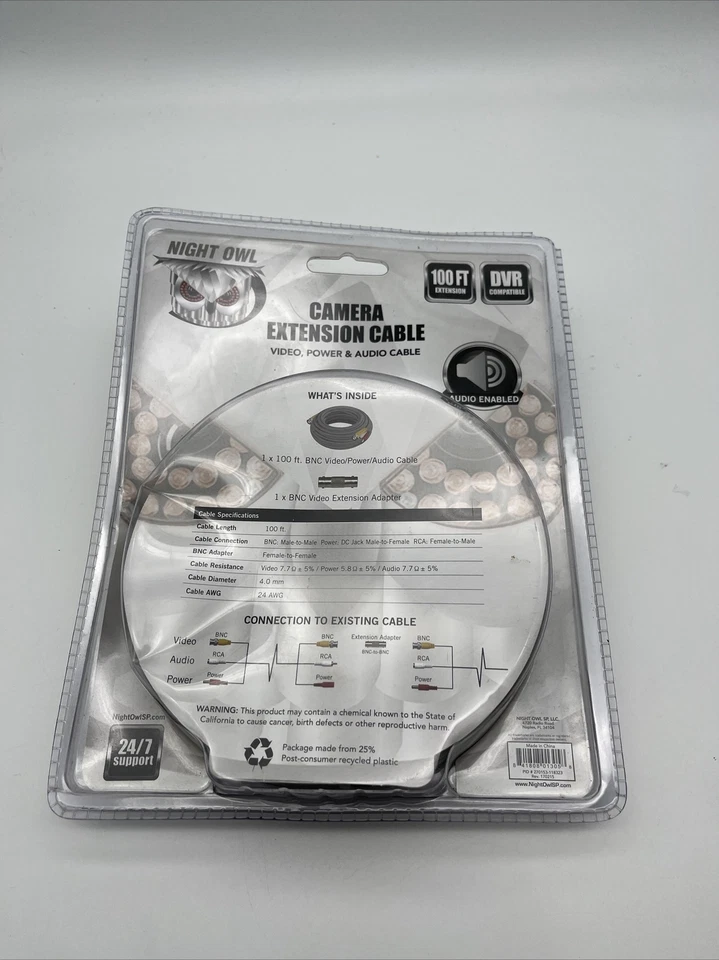 NIGHT OWL
100 FT
EXTENSION
DVR
COMPATIBLE
CAMERA
EXTENSION CABLE
VIDEO, POWER & AUDIO CABLE
AUDIO ENABLED
WHAT'S INSIDE
1 x 100 ft. BNC Video/Power/Audio Cable
1 x BNC Video Extension Adapter
Cable Specifications
Cable Length 100 ft.
Cable Connection BNC: Male-to-Male Power: DC Jack Male-to-Female RCA: Female-to-Male
BNC Adapter Female-to-Female
Cable Resistance Video 7.7 Ω ± 5% / Power 5.8 Ω ± 5% / Audio 7.7 Ω ± 5%
Cable Diameter 4.0 mm
Cable AWG 24 AWG
CONNECTION TO EXISTING CABLE
Video BNC BNC Extension Adapter BNC
BNC-to-BNC
Audio RCA RCA RCA
Power Power Power Power
WARNING: This product may contain a chemical known to the State of
California to cause cancer, birth defects or other reproductive harm.
Package made from 25%
Post-consumer recycled plastic
NightOwlSP.com
24/7
support
NIGHT OWL SP, LLC
Naples, FL 34104
Made in China
www.NightOwlSP.com